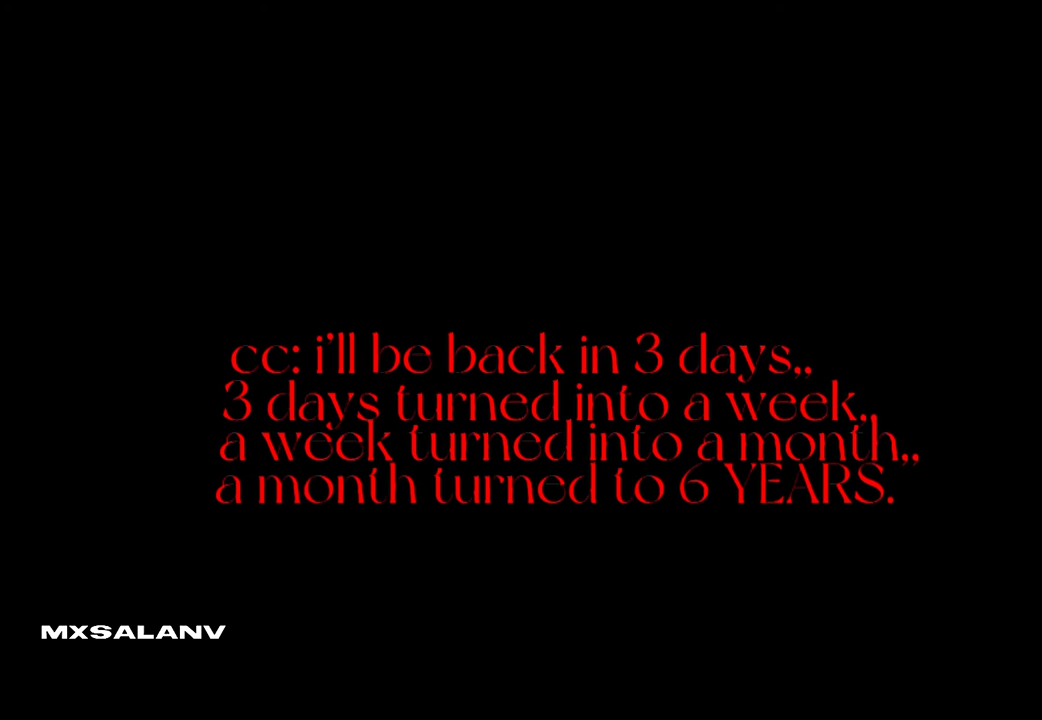 cc: i'll be back in 3 days,,
3 days turned into a week,,
a week turned into a month,,
a month turned to 6 YEARS.
MXSALANV